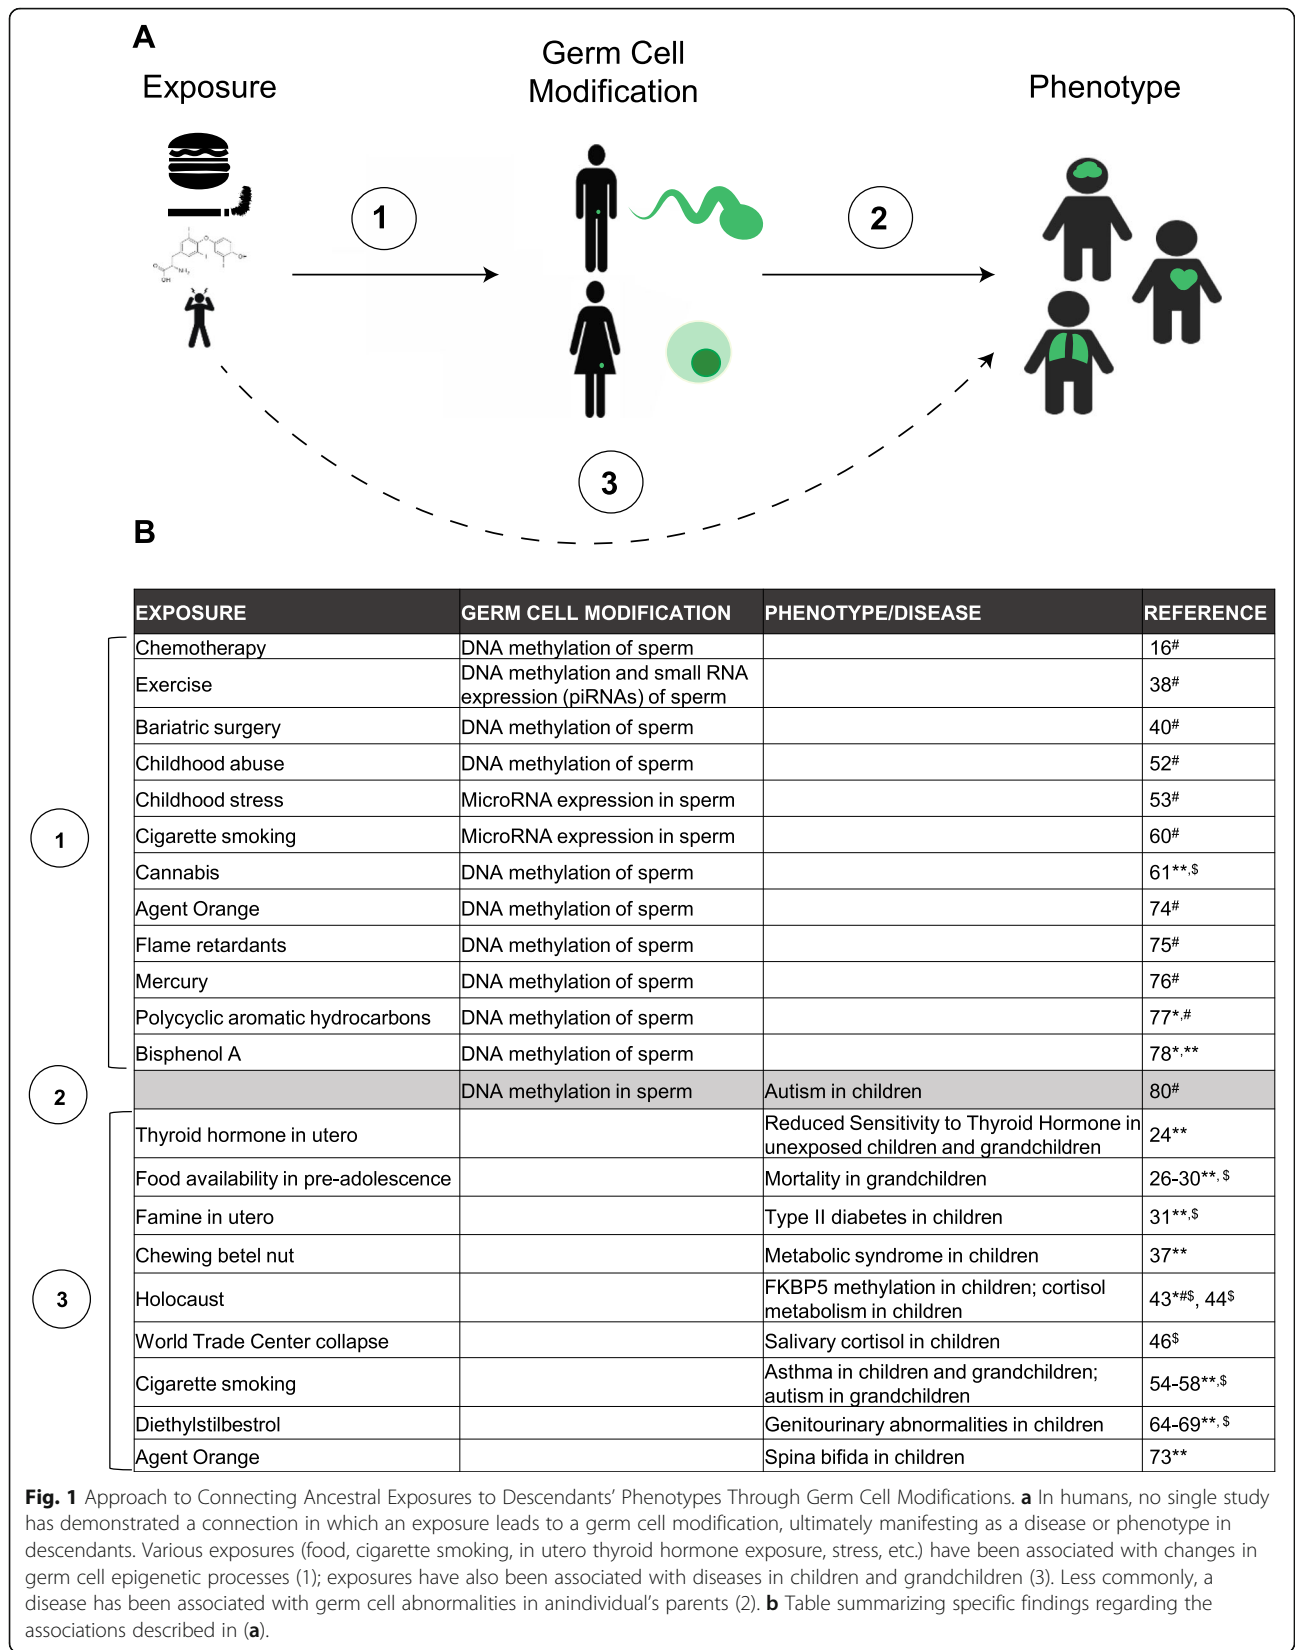 A
Exposure
Germ Cell
Modification
Phenotype
1
2
3
B
EXPOSURE GERM CELL MODIFICATION PHENOTYPE/DISEASE REFERENCE
Chemotherapy DNA methylation of sperm 16#
Exercise DNA methylation and small RNA expression (piRNAs) of sperm 38#
Bariatric surgery DNA methylation of sperm 40#
Childhood abuse DNA methylation of sperm 52#
Childhood stress MicroRNA expression in sperm 53#
1
Cigarette smoking MicroRNA expression in sperm 60#
Cannabis DNA methylation of sperm 61**,$
Agent Orange DNA methylation of sperm 74#
Flame retardants DNA methylation of sperm 75#
Mercury DNA methylation of sperm 76#
Polycyclic aromatic hydrocarbons DNA methylation of sperm 77*,#
Bisphenol A DNA methylation of sperm 78*,**
2
DNA methylation in sperm Autism in children 80#
Thyroid hormone in utero Reduced Sensitivity to Thyroid Hormone in unexposed children and grandchildren 24**
Food availability in pre-adolescence Mortality in grandchildren 26-30**, $
Famine in utero Type II diabetes in children 31**,$
Chewing betel nut Metabolic syndrome in children 37**
3
Holocaust FKBP5 methylation in children; cortisol metabolism in children 43*#$, 44$
World Trade Center collapse Salivary cortisol in children 46$
Cigarette smoking Asthma in children and grandchildren; autism in grandchildren 54-58**,$
Diethylstilbestrol Genitourinary abnormalities in children 64-69**, $
Agent Orange Spina bifida in children 73**
Fig. 1 Approach to Connecting Ancestral Exposures to Descendants' Phenotypes Through Germ Cell Modifications. a In humans, no single study
has demonstrated a connection in which an exposure leads to a germ cell modification, ultimately manifesting as a disease or phenotype in
descendants. Various exposures (food, cigarette smoking, in utero thyroid hormone exposure, stress, etc.) have been associated with changes in
germ cell epigenetic processes (1); exposures have also been associated with diseases in children and grandchildren (3). Less commonly, a
disease has been associated with germ cell abnormalities in anindividual's parents (2). b Table summarizing specific findings regarding the
associations described in (a).